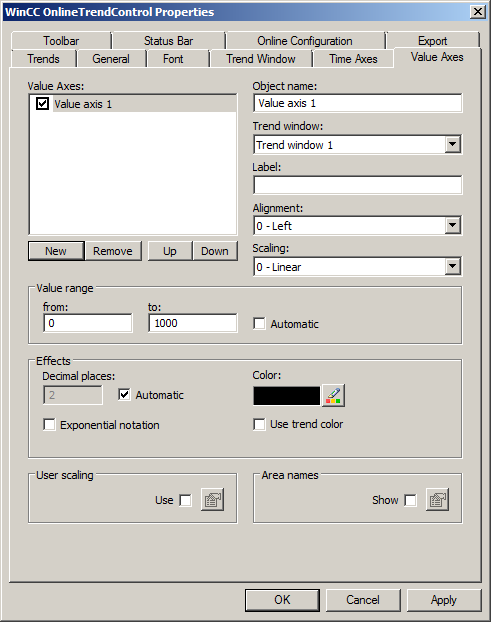 WinCC OnlineTrendControl Properties
Toolbar Status Bar Online Configuration Export
Trends General Font Trend Window Time Axes Value Axes
Value Axes:
Value axis 1
New Remove Up Down
Object name:
Value axis 1
Trend window:
Trend window 1
Label:
Alignment:
0 - Left
Scaling:
0 - Linear
Value range
from: to:
0 1000 Automatic
Effects
Decimal places: Color:
2 Automatic
Exponential notation Use trend color
User scaling Area names
Use Show
OK Cancel Apply